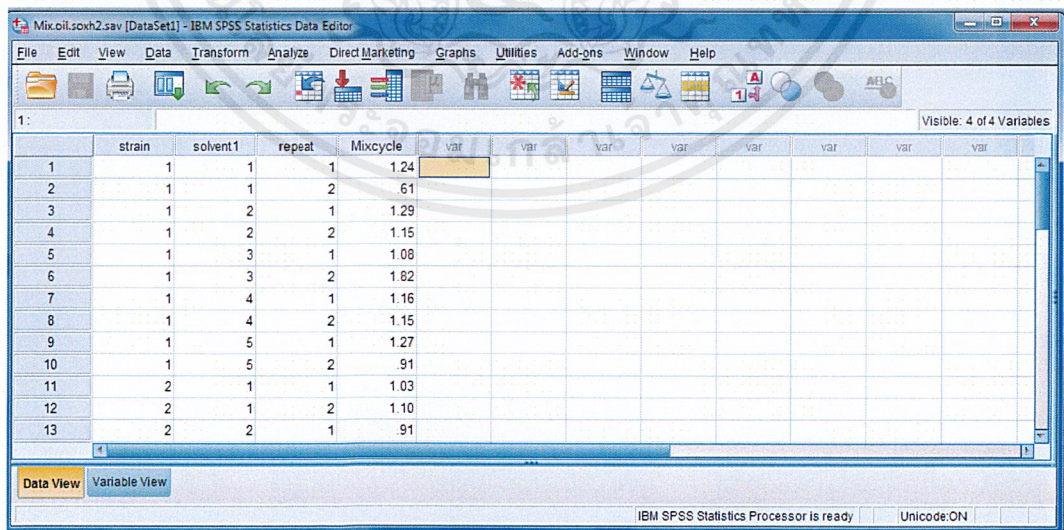 Mix.oil.soxh2.sav [DataSet1] - IBM SPSS Statistics Data Editor
File Edit View Data Transform Analyze Direct Marketing Graphs Utilities Add-ons Window Help
1 :
Visible: 4 of 4 Variables
strain solvent1 repeat Mixcycle var var var var var var var var
1 1 1 1 1.24
2 1 1 2 .61
3 1 2 1 1.29
4 1 2 2 1.15
5 1 3 1 1.08
6 1 3 2 1.82
7 1 4 1 1.16
8 1 4 2 1.15
9 1 5 1 1.27
10 1 5 2 .91
11 2 1 1 1.03
12 2 1 2 1.10
13 2 2 1 .91
Data View Variable View
IBM SPSS Statistics Processor is ready Unicode:ON